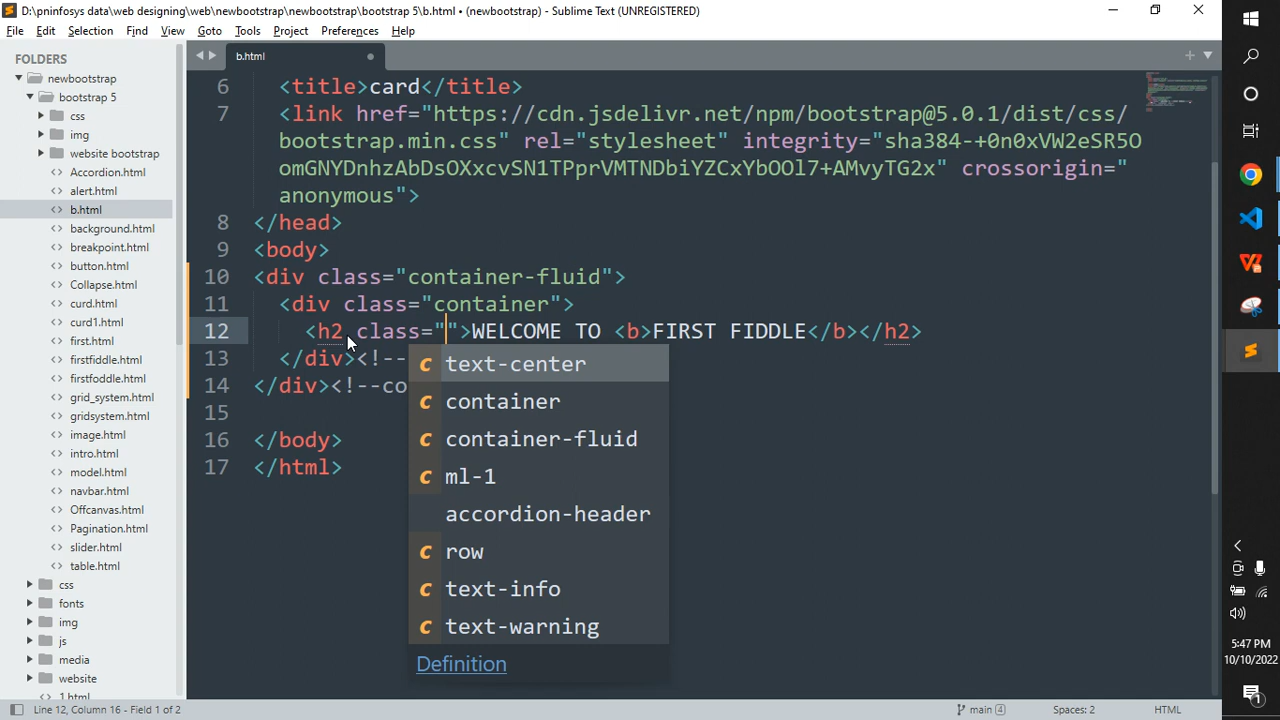 D:\pninfosys data\web designing\web\newbootstrap\newbootstrap\bootstrap 5\b.html • (newbootstrap) - Sublime Text (UNREGISTERED)
File Edit Selection Find View Goto Tools Project Preferences Help
FOLDERS
newbootstrap
bootstrap 5
css
img
website bootstrap
Accordion.html
alert.html
b.html
background.html
breakpoint.html
button.html
Collapse.html
curd.html
curd1.html
first.html
firstfiddle.html
firstfoddle.html
grid_system.html
gridsystem.html
image.html
intro.html
model.html
navbar.html
Offcanvas.html
Pagination.html
slider.html
table.html
css
fonts
img
js
media
website
1.html
b.html
6 <title>card</title>
7 <link href="https://cdn.jsdelivr.net/npm/bootstrap@5.0.1/dist/css/
bootstrap.min.css" rel="stylesheet" integrity="sha384-+0n0xVW2eSR5O
omGNYDnhzAbDsOXxcvSN1TPprVMTNDbiYZCxYbOOl7+AMvyTG2x" crossorigin="
anonymous">
8 </head>
9 <body>
10 <div class="container-fluid">
11 <div class="container">
12 <h2 class="">WELCOME TO <b>FIRST FIDDLE</b></h2>
13 </div><!--
14 </div><!--co
15
16 </body>
17 </html>
c text-center
c container
c container-fluid
c ml-1
accordion-header
c row
c text-info
c text-warning
Definition
Line 12, Column 16 - Field 1 of 2
main 4
Spaces: 2
HTML
5:47 PM
10/10/2022
1